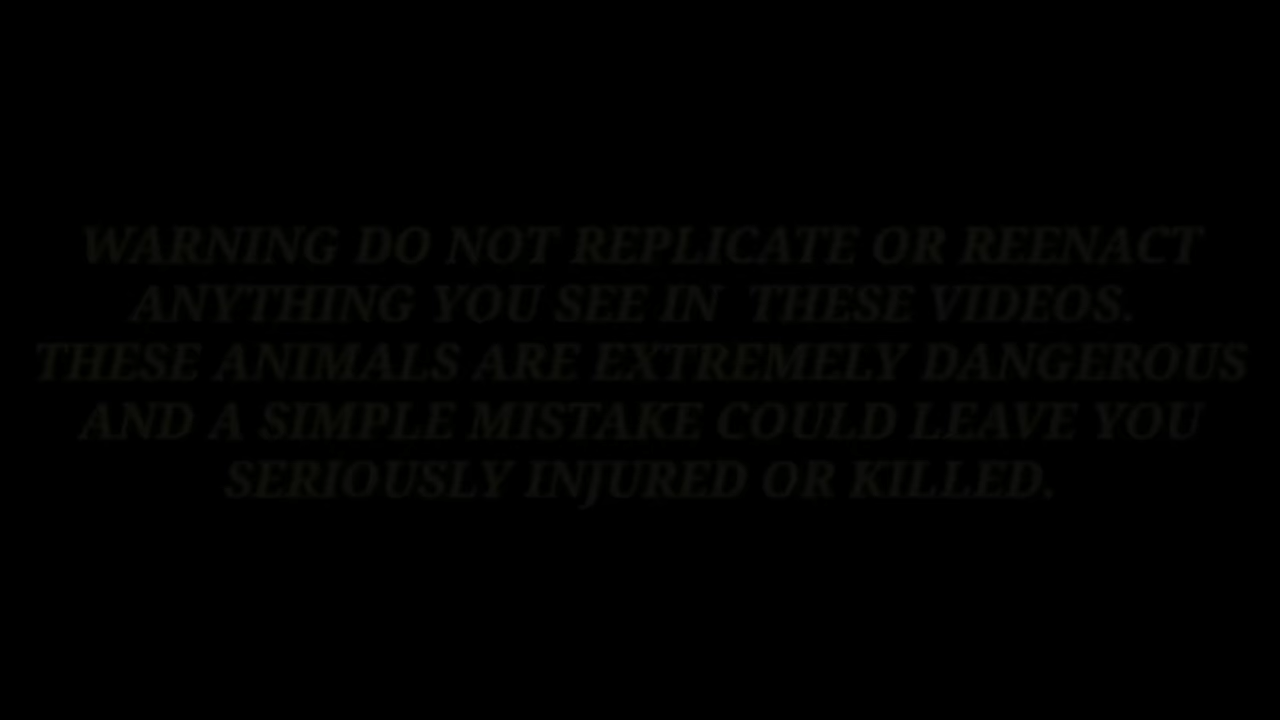 WARNING DO NOT REPLICATE OR REENACT
ANYTHING YOU SEE IN THESE VIDEOS.
THESE ANIMALS ARE EXTREMELY DANGEROUS
AND A SIMPLE MISTAKE COULD LEAVE YOU
SERIOUSLY INJURED OR KILLED.